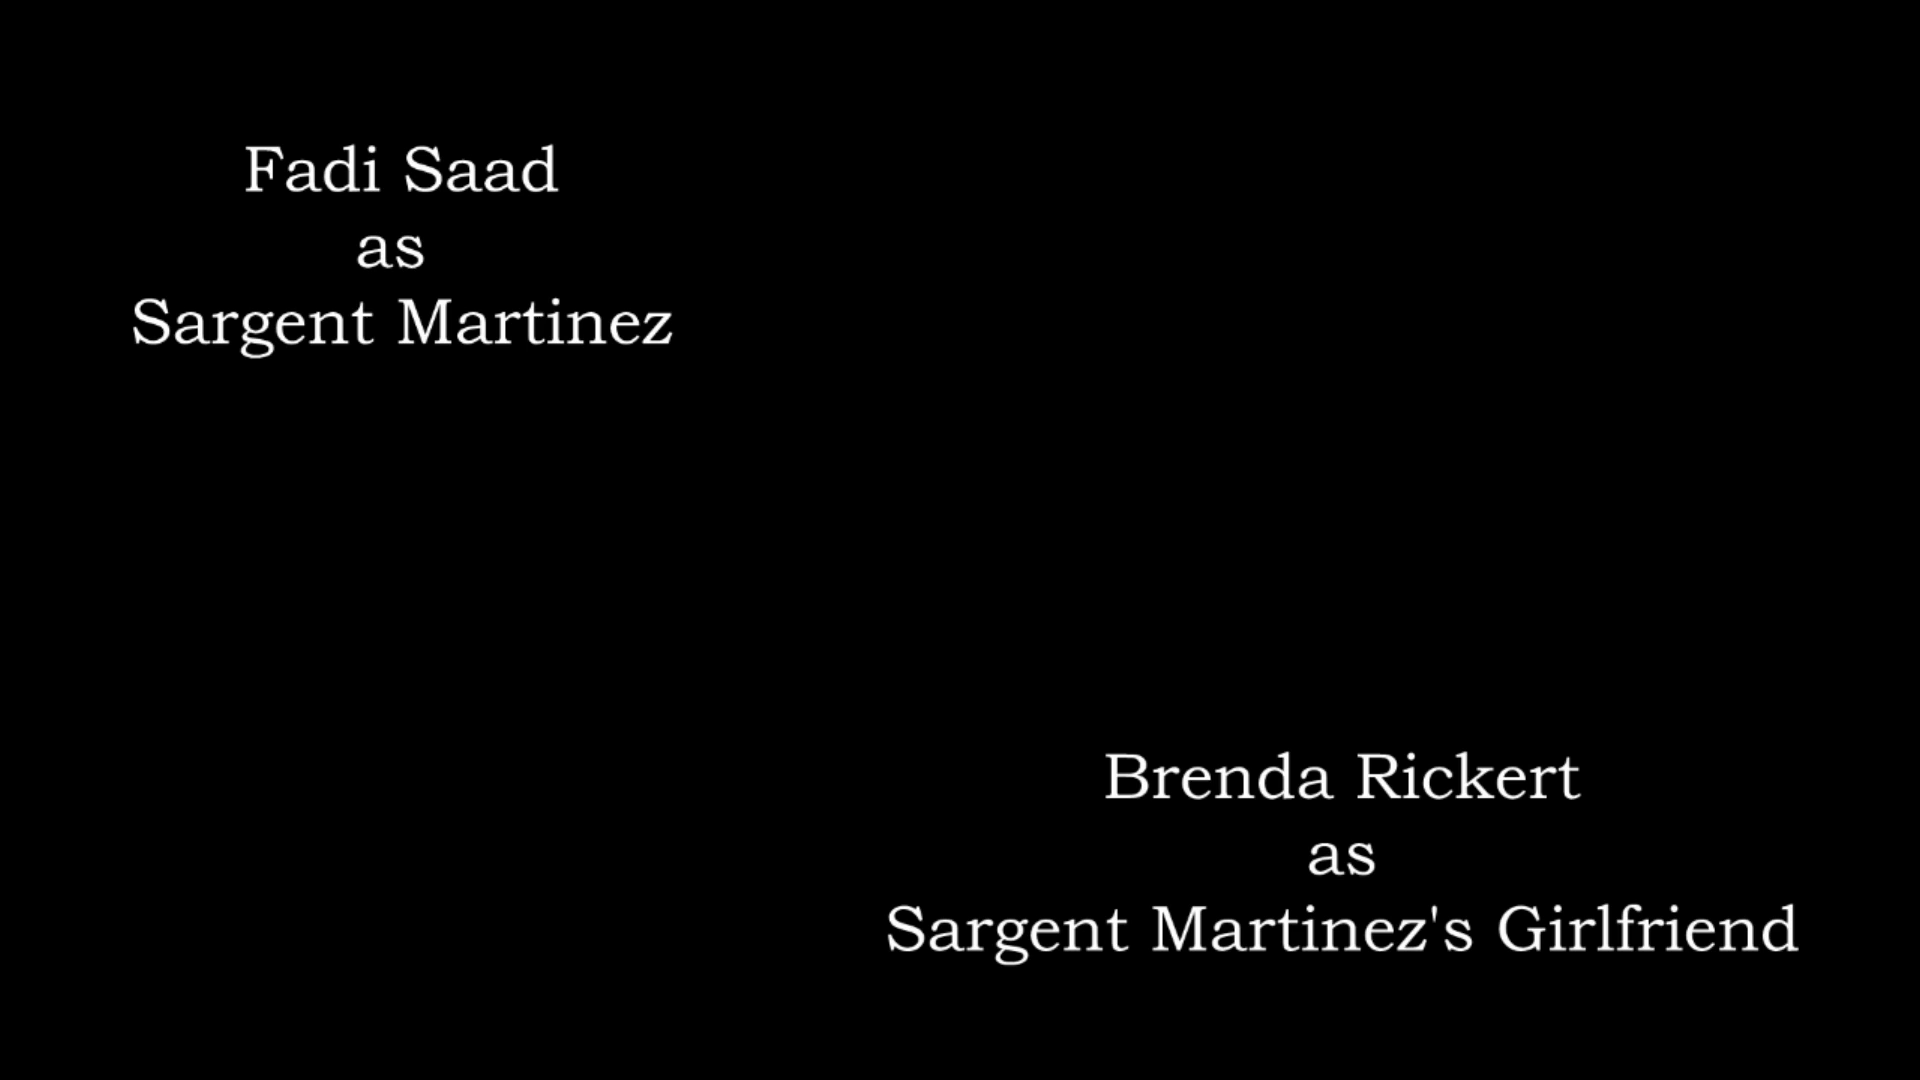 Fadi Saad
as
Sargent Martinez
Brenda Rickert
as
Sargent Martinez's Girlfriend